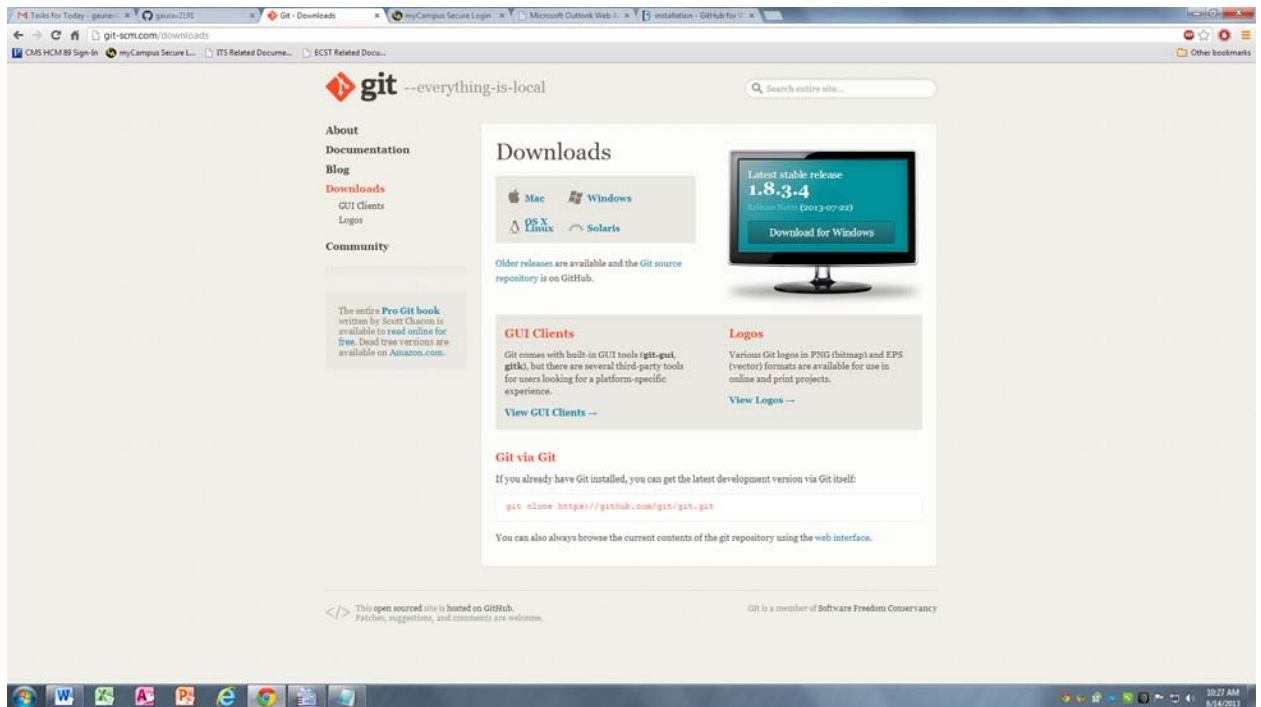 Tasks for Today - gaurav
gaurav2191
Git - Downloads
myCampus Secure Login
Microsoft Outlook Web A
installation - GitHub for
git-scm.com/downloads
CMS HCM 89 Sign-In
myCampus Secure L...
ITS Related Docume...
ECST Related Docu...
Other bookmarks
git --everything-is-local
Search entire site...
About
Documentation
Blog
Downloads
GUI Clients
Logos
Community
The entire Pro Git book
written by Scott Chacon is
available to read online for
free. Dead tree versions are
available on Amazon.com.
Downloads
Mac
Windows
OS X
Linux
Solaris
Older releases are available and the Git source
repository is on GitHub.
Latest stable release
1.8.3.4
Release Notes (2013-07-22)
Download for Windows
GUI Clients
Git comes with built-in GUI tools (git-gui,
gitk), but there are several third-party tools
for users looking for a platform-specific
experience.
View GUI Clients →
Logos
Various Git logos in PNG (bitmap) and EPS
(vector) formats are available for use in
online and print projects.
View Logos →
Git via Git
If you already have Git installed, you can get the latest development version via Git itself:
git clone https://github.com/git/git.git
You can also always browse the current contents of the git repository using the web interface.
</> This open sourced site is hosted on GitHub.
Patches, suggestions, and comments are welcome.
Git is a member of Software Freedom Conservancy
10:27 AM
8/14/2013